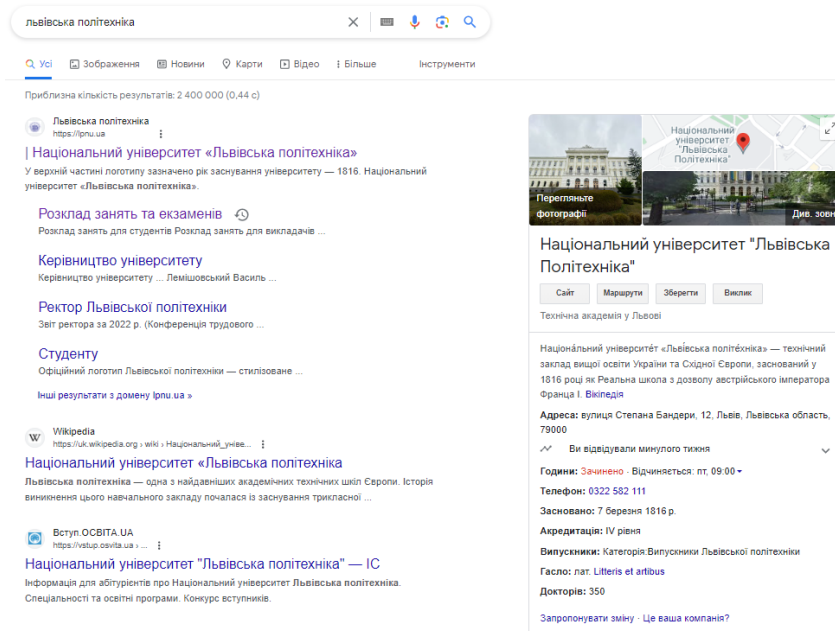 львівська політехніка
Усі
Зображення
Новини
Карти
Відео
Більше
Інструменти
Приблизна кількість результатів: 2 400 000 (0,44 с)
Львівська політехніка
https://lpnu.ua
| Національний університет «Львівська політехніка»
У верхній частині логотипу зазначено рік заснування університету — 1816. Національний
університет «Львівська політехніка».
Розклад занять та екзаменів
Розклад занять для студентів Розклад занять для викладачів ...
Керівництво університету
Керівництво університету ... Лемішовський Василь ...
Ректор Львівської політехніки
Звіт ректора за 2022 р. (Конференція трудового ...
Студенту
Офіційний логотип Львівської політехніки — стилізоване ...
Інші результати з домену lpnu.ua »
W
Wikipedia
https://uk.wikipedia.org › wiki › Національний_уніве...
Національний університет «Львівська політехніка
Львівська політехніка — одна з найдавніших академічних технічних шкіл Європи. Історія
виникнення цього навчального закладу почалася із заснування трикласної ...
Вступ.ОСВІТА.UA
https://vstup.osvita.ua › ...
Національний університет "Львівська політехніка" — ІС
Інформація для абітурієнтів про Національний університет Львівська політехніка.
Спеціальності та освітні програми. Конкурс вступників.
Перегляньте
фотографії
Національний
університет
"Львівська
Політехніка"
Див. зовн
Національний університет "Львівська
Політехніка"
Сайт
Маршрути
Зберегти
Виклик
Технічна академія у Львові
Націона́льний університе́т «Льві́вська політе́хніка» — технічний
заклад вищої освіти України та Східної Європи, заснований у
1816 році як Реальна школа з дозволу австрійського імператора
Франца I. Вікіпедія
Адреса: вулиця Степана Бандери, 12, Львів, Львівська область,
79000
Ви відвідували минулого тижня
Години: Зачинено · Відчиняється: пт, 09:00
Телефон: 0322 582 111
Засновано: 7 березня 1816 р.
Акредитація: IV рівня
Випускники: Категорія:Випускники Львівської політехніки
Гасло: лат. Litteris et artibus
Докторів: 350
Запропонувати зміну · Це ваша компанія?